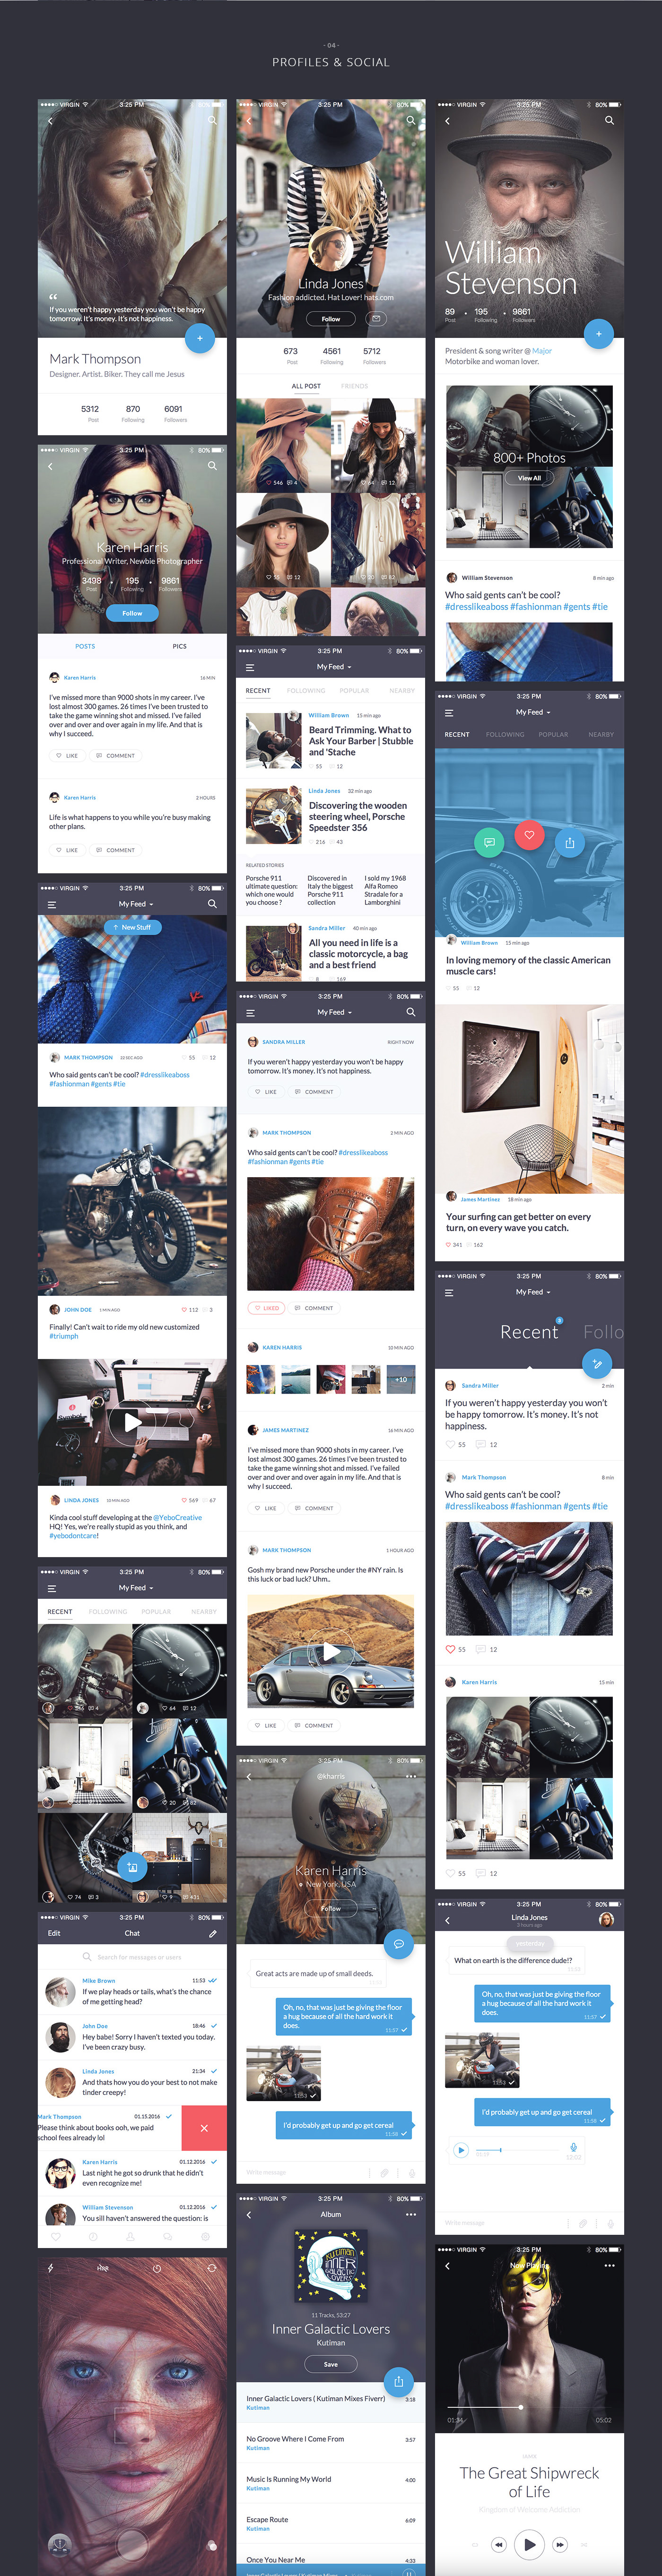 - 04 -
PROFILES & SOCIAL
VIRGIN 3:25 PM 80%
“
If you weren't happy yesterday you won't be happy
tomorrow. It's money. It's not happiness.
+
Mark Thompson
Designer. Artist. Biker. They call me Jesus
5312 870 6091
Post Following Followers
VIRGIN 3:25 PM 80%
Karen Harris
Professional Writer, Newbie Photographer
3498 195 9861
Post Following Followers
Follow
POSTS PICS
Karen Harris 16 MIN
I've missed more than 9000 shots in my career. I've
lost almost 300 games. 26 times I've been trusted to
take the game winning shot and missed. I've failed
over and over and over again in my life. And that is
why I succeed.
LIKE COMMENT
Karen Harris 2 HOURS
Life is what happens to you while you're busy making
other plans.
LIKE COMMENT
VIRGIN 3:25 PM 80%
My Feed
New Stuff
MARK THOMPSON 10 SEC AGO 55 12
Who said gents can't be cool? #dresslikeaboss
#fashionman #gents #tie
JOHN DOE 1 MIN AGO 112 3
Finally! Can't wait to ride my old new customized
#triumph
LINDA JONES 10 MIN AGO 569 67
Kinda cool stuff developing at the @YeboCreative
HQ! Yes, we're really stupid as you think, and
#yebodontcare!
VIRGIN 3:25 PM 80%
My Feed
RECENT FOLLOWING POPULAR NEARBY
4 64 12
20 82
74 3 9 431
VIRGIN 3:25 PM 80%
Edit Chat
Search for messages or users
Mike Brown 11:53
If we play heads or tails, what's the chance
of me getting head?
John Doe 18:46
Hey babe! Sorry I haven't texted you today.
I've been crazy busy.
Linda Jones 21:34
And thats how you do your best to not make
tinder creepy!
Mark Thompson 01.15.2016
Please think about books ooh, we paid
school fees already lol
Karen Harris 01.12.2016
Last night he got so drunk that he didn't
even recognize me!
William Stevenson 01.12.2016
You sill haven't answered the question: is
HDR
VIRGIN 3:25 PM 80%
Linda Jones
Fashion addicted. Hat Lover! hats.com
Follow
673 4561 5712
Post Following Followers
ALL POST FRIENDS
546 4 64 12
55 12 20 82
VIRGIN 3:25 PM 80%
My Feed
RECENT FOLLOWING POPULAR NEARBY
William Brown 15 min ago
Beard Trimming. What to
Ask Your Barber | Stubble
and 'Stache
55 12
Linda Jones 32 min ago
Discovering the wooden
steering wheel, Porsche
Speedster 356
216 43
RELATED STORIES
Porsche 911 Discovered in I sold my 1968
ultimate question: Italy the biggest Alfa Romeo
which one would Porsche 911 Stradale for a
you choose ? collection Lamborghini
Sandra Miller 40 min ago
All you need in life is a
classic motorcycle, a bag
and a best friend
8 169
VIRGIN 3:25 PM 80%
My Feed
SANDRA MILLER RIGHT NOW
If you weren't happy yesterday you won't be happy
tomorrow. It's money. It's not happiness.
LIKE COMMENT
MARK THOMPSON 2 MIN AGO
Who said gents can't be cool? #dresslikeaboss
#fashionman #gents #tie
LIKED COMMENT
KAREN HARRIS 10 MIN AGO
+10
JAMES MARTINEZ 16 MIN AGO
I've missed more than 9000 shots in my career. I've
lost almost 300 games. 26 times I've been trusted to
take the game winning shot and missed. I've failed
over and over and over again in my life. And that is
why I succeed.
LIKE COMMENT
MARK THOMPSON 1 HOUR AGO
Gosh my brand new Porsche under the #NY rain. Is
this luck or bad luck? Uhm..
LIKE COMMENT
VIRGIN 3:25 PM 80%
@kharris
Karen Harris
New York, USA
Follow
Great acts are made up of small deeds.
Oh, no, that was just be giving the floor
a hug because of all the hard work it
does.
11:57
11:53
I'd probably get up and go get cereal
11:58
Write message
VIRGIN 3:25 PM 80%
Album
KUTIMAN
INNER
GALACTIC
LOVERS
11 Tracks, 53:27
Inner Galactic Lovers
Kutiman
Save
Inner Galactic Lovers ( Kutiman Mixes Fiverr) 3:18
Kutiman
No Groove Where I Come From 3:57
Kutiman
Music Is Running My World 4:00
Kutiman
Escape Route 6:09
Kutiman
Once You Near Me 4:33
VIRGIN 3:25 PM 80%
William
Stevenson
89 195 9861
Post Following Followers
+
President & song writer @ Major
Motorbike and woman lover.
800+ Photos
View All
William Stevenson 8 min ago
Who said gents can't be cool?
#dresslikeaboss #fashionman #gents #tie
VIRGIN 3:25 PM 80%
My Feed
RECENT FOLLOWING POPULAR NEARBY
William Brown 15 min ago
In loving memory of the classic American
muscle cars!
55 12
James Martinez 18 min ago
Your surfing can get better on every
turn, on every wave you catch.
341 162
VIRGIN 3:25 PM 80%
My Feed
Recent 3 Follo
Sandra Miller 2 min
If you weren't happy yesterday you won't
be happy tomorrow. It's money. It's not
happiness.
55 12
Mark Thompson 8 min
Who said gents can't be cool?
#dresslikeaboss #fashionman #gents #tie
55 12
Karen Harris 15 min
55 12
VIRGIN 3:25 PM 80%
Linda Jones
3 hours ago
yesterday
What on earth is the difference dude!?
Oh, no, that was just be giving the floor
a hug because of all the hard work it
does.
11:57
11:53
I'd probably get up and go get cereal
11:58
12:03
Write message
VIRGIN 3:25 PM 80%
Now Playing
01:34 05:02
The Great Shipwreck
of Life
Kingdom of Welcome Addiction